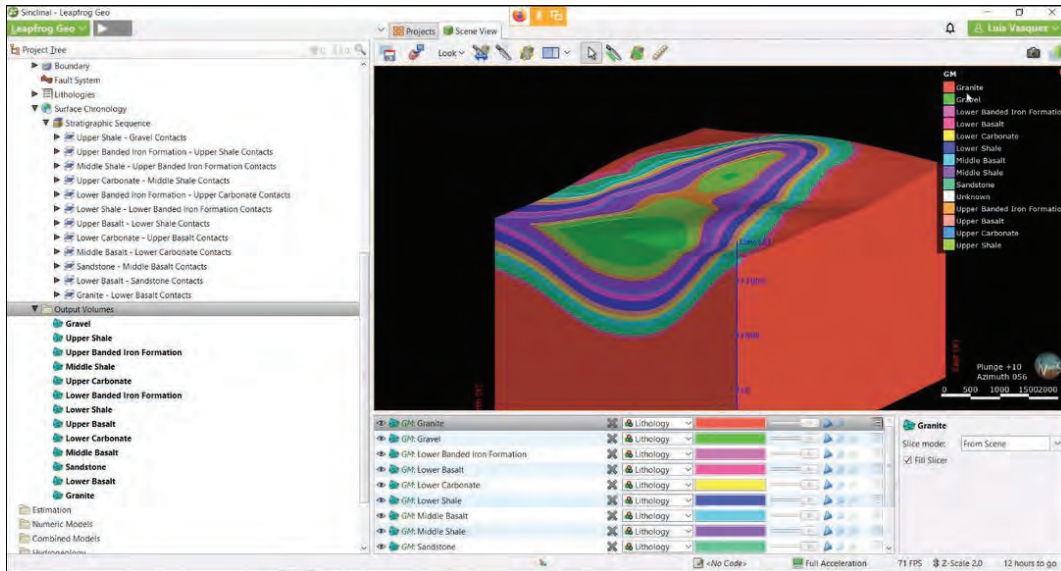 Sinclinal - Leapfrog Geo
Leapfrog Geo
Projects
Scene View
Luis Vasquez
Project Tree
Look
Boundary
Fault System
Lithologies
Surface Chronology
Stratigraphic Sequence
Upper Shale - Gravel Contacts
Upper Banded Iron Formation - Upper Shale Contacts
Middle Shale - Upper Banded Iron Formation Contacts
Upper Carbonate - Middle Shale Contacts
Lower Banded Iron Formation - Upper Carbonate Contacts
Lower Shale - Lower Banded Iron Formation Contacts
Upper Basalt - Lower Shale Contacts
Lower Carbonate - Upper Basalt Contacts
Middle Basalt - Lower Carbonate Contacts
Sandstone - Middle Basalt Contacts
Lower Basalt - Sandstone Contacts
Granite - Lower Basalt Contacts
Output Volumes
Gravel
Upper Shale
Upper Banded Iron Formation
Middle Shale
Upper Carbonate
Lower Banded Iron Formation
Lower Shale
Upper Basalt
Lower Carbonate
Middle Basalt
Sandstone
Lower Basalt
Granite
Estimation
Numeric Models
Combined Models
Hydrogeology
GM
Granite
Gravel
Lower Banded Iron Formatio
Lower Basalt
Lower Carbonate
Lower Shale
Middle Basalt
Middle Shale
Sandstone
Unknown
Upper Banded Iron Formatio
Upper Basalt
Upper Carbonate
Upper Shale
Plunge +10
Azimuth 056
0 500 1000 1500 2000
GM: Granite Lithology
GM: Gravel Lithology
GM: Lower Banded Iron Formation Lithology
GM: Lower Basalt Lithology
GM: Lower Carbonate Lithology
GM: Lower Shale Lithology
GM: Middle Basalt Lithology
GM: Middle Shale Lithology
GM: Sandstone Lithology
Granite
Slice mode: From Scene
Fill Slicer
<No Code> Full Acceleration 71 FPS Z-Scale 2.0 12 hours to go